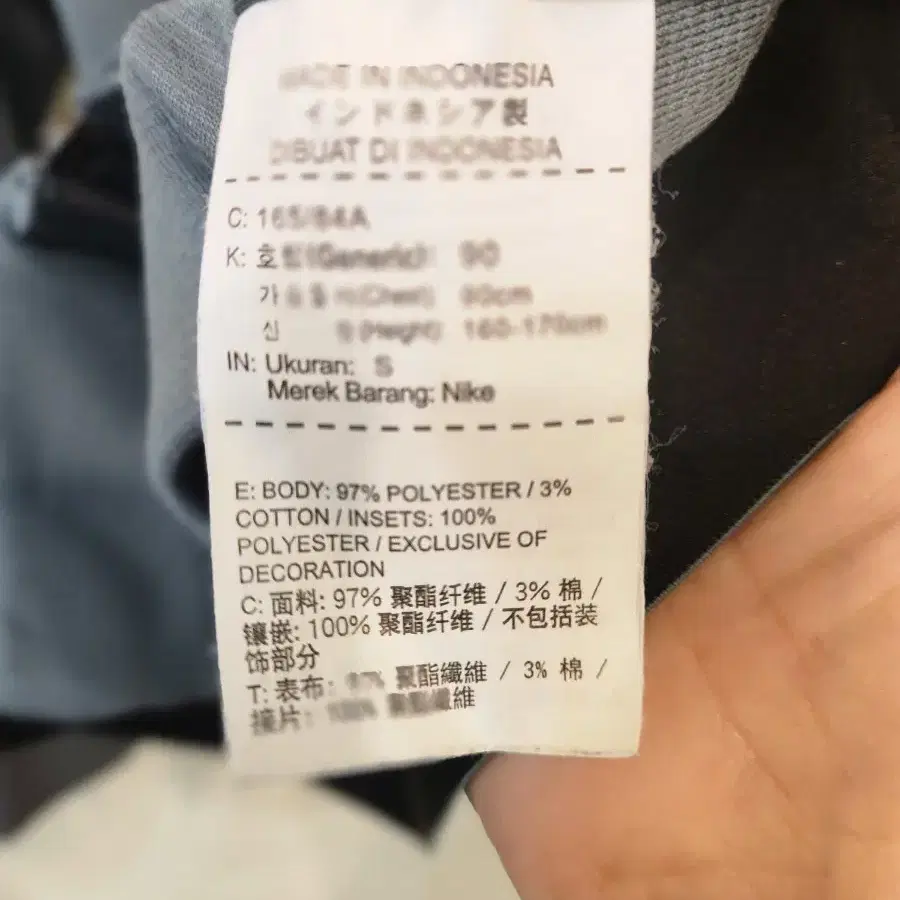 MADE IN INDONESIA
インドネシア製
DIBUAT DI INDONESIA
C: 165/84A
K: 호칭(Generic): 90
가슴둘레(Chest) 90cm
신 장(Height) 160-170cm
IN: Ukuran: S
Merek Barang: Nike
E: BODY: 97% POLYESTER / 3%
COTTON / INSETS: 100%
POLYESTER / EXCLUSIVE OF
DECORATION
C: 面料: 97% 聚酯纤维 / 3% 棉 /
镶嵌: 100% 聚酯纤维 / 不包括装
饰部分
T: 表布: 97% 聚酯纖維 / 3% 棉 /
接片: 100% 聚酯纖維